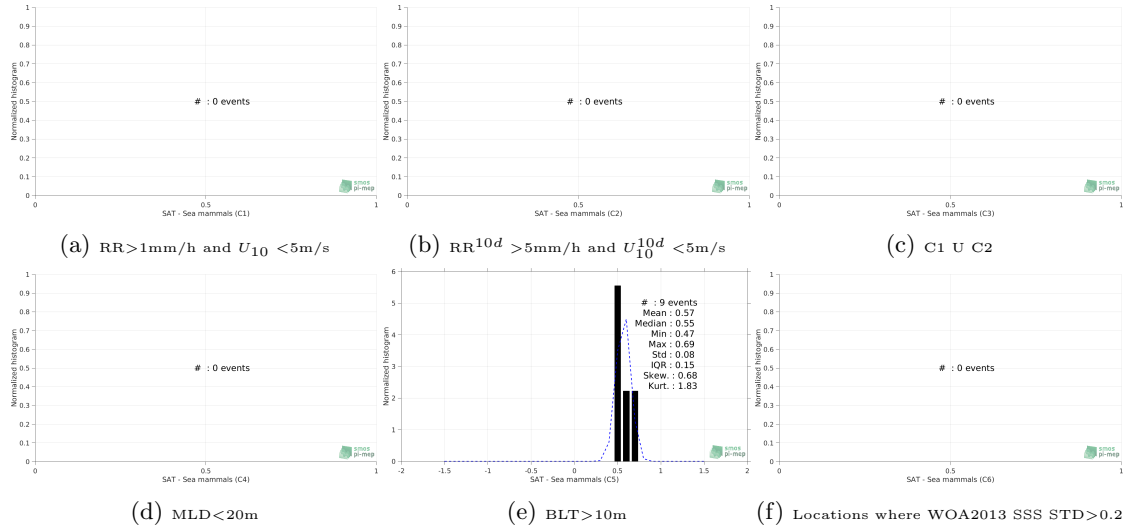 Normalized histogram
1
0.9
0.8
0.7
0.6
0.5
0.4
0.3
0.2
0.1
0
# : 0 events
smos
pi-mep
0 0.5 1
SAT - Sea mammals (C1)
(a) RR>1mm/h and U10 <5m/s
Normalized histogram
1
0.9
0.8
0.7
0.6
0.5
0.4
0.3
0.2
0.1
0
# : 0 events
smos
pi-mep
0 0.5 1
SAT - Sea mammals (C2)
(b) RR10d >5mm/h and U10d10 <5m/s
Normalized histogram
1
0.9
0.8
0.7
0.6
0.5
0.4
0.3
0.2
0.1
0
# : 0 events
smos
pi-mep
0 0.5 1
SAT - Sea mammals (C3)
(c) C1 U C2
Normalized histogram
1
0.9
0.8
0.7
0.6
0.5
0.4
0.3
0.2
0.1
0
# : 0 events
smos
pi-mep
0 0.5 1
SAT - Sea mammals (C4)
(d) MLD<20m
Normalized histogram
6
5
4
3
2
1
0
# : 9 events
Mean : 0.57
Median : 0.55
Min : 0.47
Max : 0.69
Std : 0.08
IQR : 0.15
Skew. : 0.68
Kurt. : 1.83
smos
pi-mep
-2 -1.5 -1 -0.5 0 0.5 1 1.5 2
SAT - Sea mammals (C5)
(e) BLT>10m
Normalized histogram
1
0.9
0.8
0.7
0.6
0.5
0.4
0.3
0.2
0.1
0
# : 0 events
smos
pi-mep
0 0.5 1
SAT - Sea mammals (C6)
(f) Locations where WOA2013 SSS STD>0.2